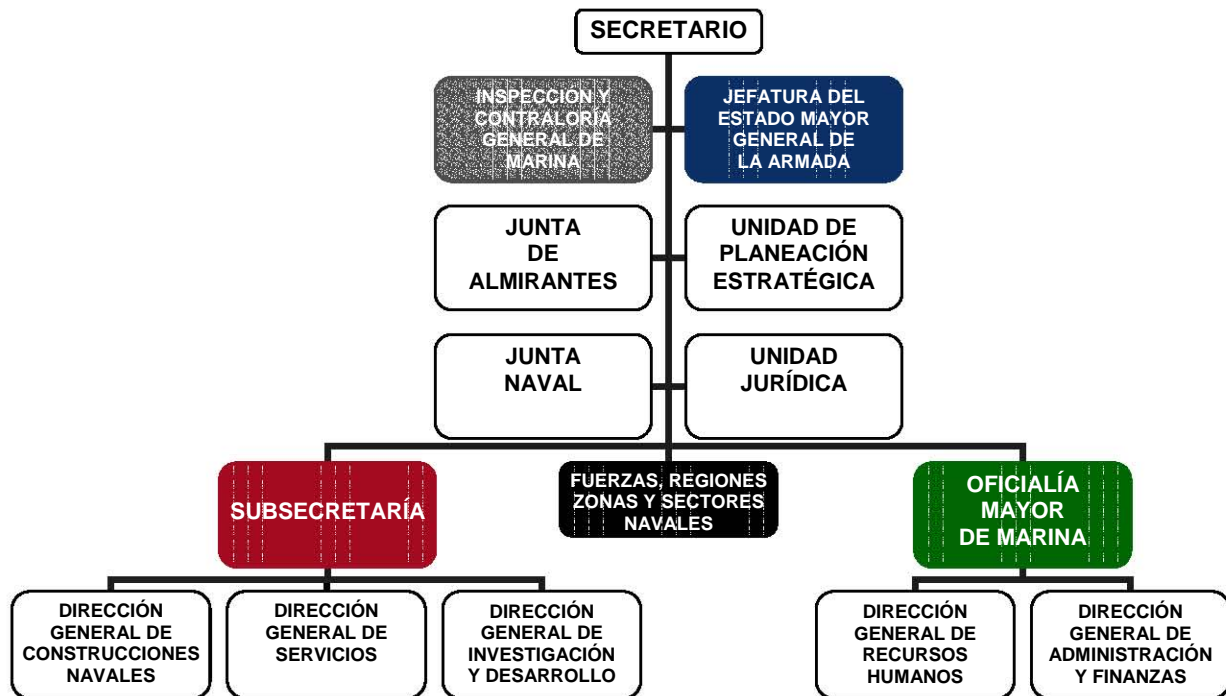 SECRETARIO
INSPECCIÓN Y
CONTRALORÍA
GENERAL DE
MARINA
JEFATURA DEL
ESTADO MAYOR
GENERAL DE
LA ARMADA
JUNTA
DE
ALMIRANTES
UNIDAD DE
PLANEACIÓN
ESTRATÉGICA
JUNTA
NAVAL
UNIDAD
JURÍDICA
SUBSECRETARÍA
FUERZAS, REGIONES
ZONAS Y SECTORES
NAVALES
OFICIALÍA
MAYOR
DE MARINA
DIRECCIÓN
GENERAL DE
CONSTRUCCIONES
NAVALES
DIRECCIÓN
GENERAL DE
SERVICIOS
DIRECCIÓN
GENERAL DE
INVESTIGACIÓN
Y DESARROLLO
DIRECCIÓN
GENERAL DE
RECURSOS
HUMANOS
DIRECCIÓN
GENERAL DE
ADMINISTRACIÓN
Y FINANZAS